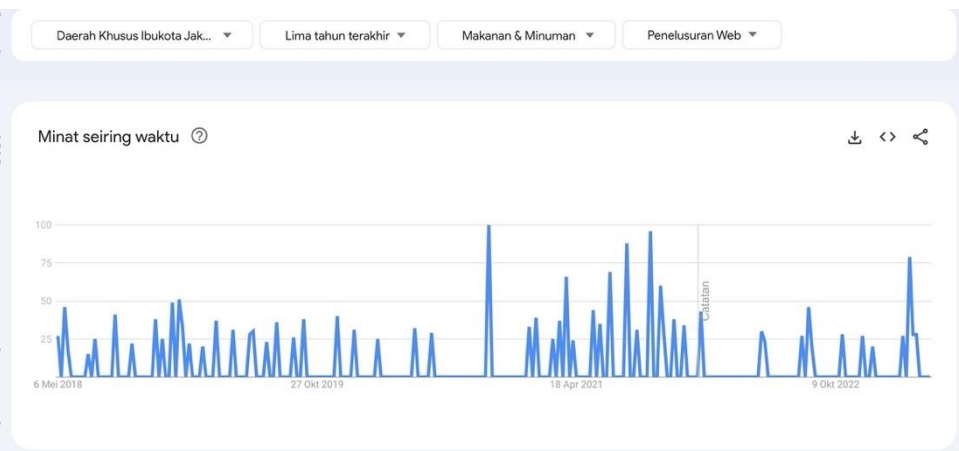 Daerah Khusus Ibukota Jak... Lima tahun terakhir Makanan & Minuman Penelusuran Web
Minat seiring waktu
100
75
50
25
Catatan
6 Mei 2018 27 Okt 2019 18 Apr 2021 9 Okt 2022